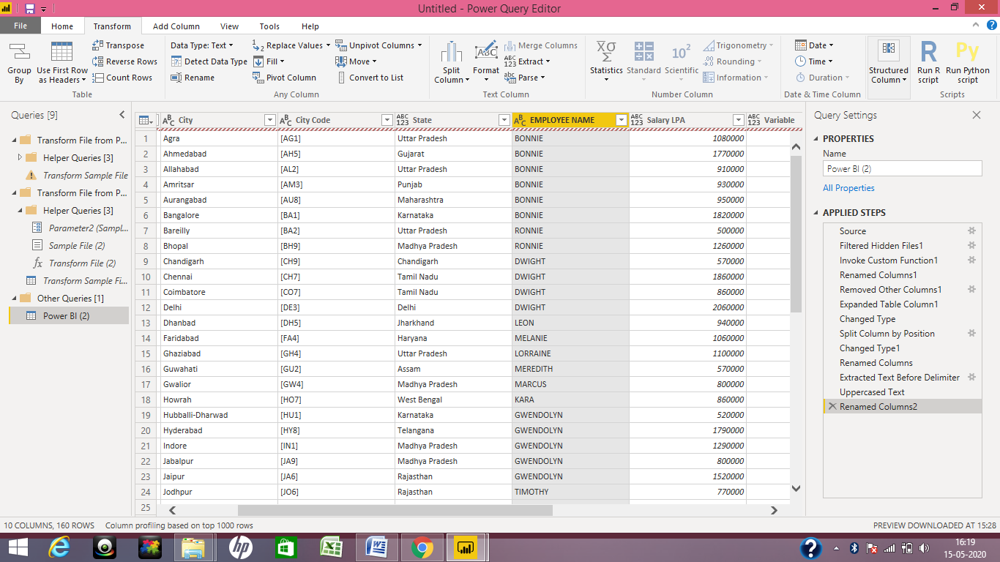 Untitled - Power Query Editor
File Home Transform Add Column View Tools Help
Group By
Use First Row as Headers
Transpose
Reverse Rows
Count Rows
Table
Data Type: Text
Detect Data Type
Rename
Replace Values
Fill
Pivot Column
Unpivot Columns
Move
Convert to List
Any Column
Split Column
Format
Merge Columns
Extract
Parse
Text Column
Statistics
Standard
Scientific
Trigonometry
Rounding
Information
Number Column
Date
Time
Duration
Date & Time Column
Structured Column
Run R script
Run Python script
Scripts
Queries [9]
Transform File from P...
Helper Queries [3]
Transform Sample File
Transform File from P...
Helper Queries [3]
Parameter2 (Sampl...
Sample File (2)
Transform File (2)
Transform Sample Fi...
Other Queries [1]
Power BI (2)
City City Code State EMPLOYEE NAME Salary LPA Variable
1 Agra [AG1] Uttar Pradesh BONNIE 1080000
2 Ahmedabad [AH5] Gujarat BONNIE 1770000
3 Allahabad [AL2] Uttar Pradesh BONNIE 910000
4 Amritsar [AM3] Punjab BONNIE 930000
5 Aurangabad [AU8] Maharashtra BONNIE 950000
6 Bangalore [BA1] Karnataka BONNIE 1820000
7 Bareilly [BA2] Uttar Pradesh RONNIE 500000
8 Bhopal [BH9] Madhya Pradesh RONNIE 1260000
9 Chandigarh [CH9] Chandigarh DWIGHT 570000
10 Chennai [CH7] Tamil Nadu DWIGHT 1860000
11 Coimbatore [CO7] Tamil Nadu DWIGHT 860000
12 Delhi [DE3] Delhi DWIGHT 2060000
13 Dhanbad [DH5] Jharkhand LEON 940000
14 Faridabad [FA4] Haryana MELANIE 1060000
15 Ghaziabad [GH4] Uttar Pradesh LORRAINE 1100000
16 Guwahati [GU2] Assam MEREDITH 570000
17 Gwalior [GW4] Madhya Pradesh MARCUS 800000
18 Howrah [HO7] West Bengal KARA 860000
19 Hubballi-Dharwad [HU1] Karnataka GWENDOLYN 520000
20 Hyderabad [HY8] Telangana GWENDOLYN 1790000
21 Indore [IN1] Madhya Pradesh GWENDOLYN 1290000
22 Jabalpur [JA9] Madhya Pradesh GWENDOLYN 800000
23 Jaipur [JA6] Rajasthan GWENDOLYN 1520000
24 Jodhpur [JO6] Rajasthan TIMOTHY 770000
25
Query Settings
PROPERTIES
Name
Power BI (2)
All Properties
APPLIED STEPS
Source
Filtered Hidden Files1
Invoke Custom Function1
Renamed Columns1
Removed Other Columns1
Expanded Table Column1
Changed Type
Split Column by Position
Changed Type1
Renamed Columns
Extracted Text Before Delimiter
Uppercased Text
Renamed Columns2
10 COLUMNS, 160 ROWS Column profiling based on top 1000 rows
PREVIEW DOWNLOADED AT 15:28
16:19
15-05-2020